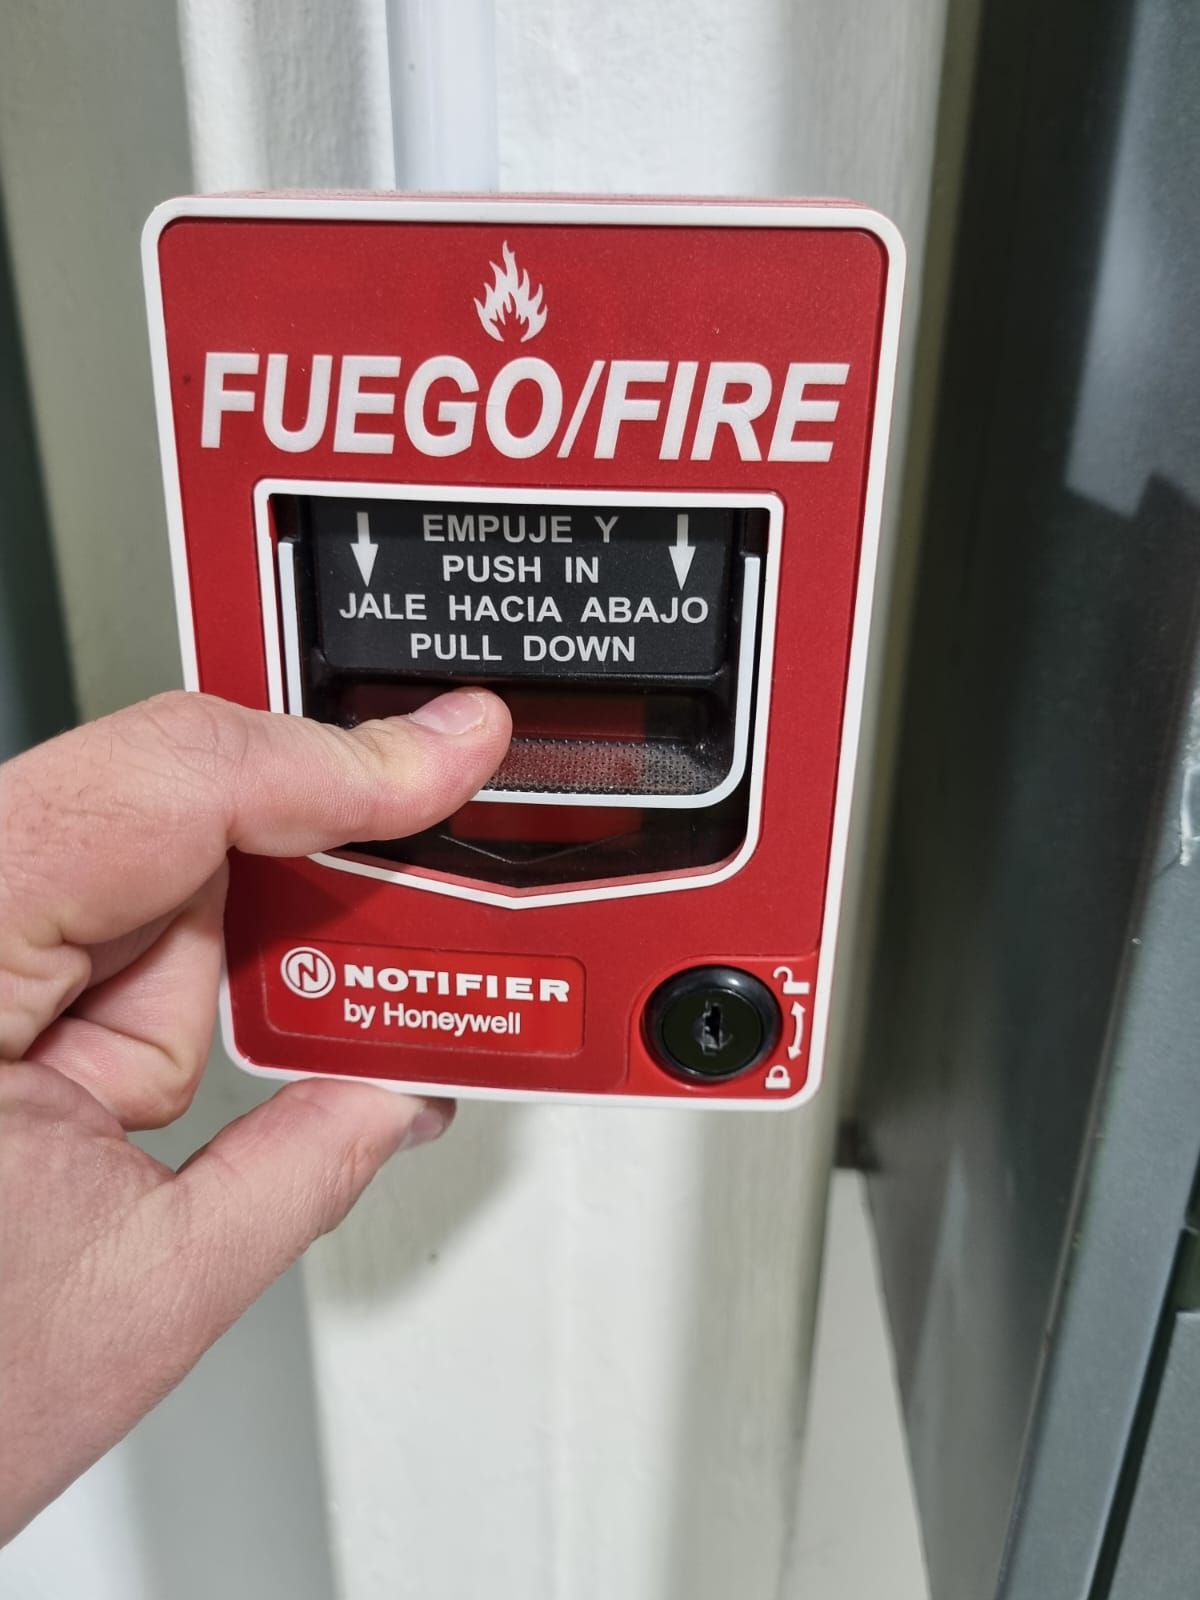 FUEGO/FIRE
EMPUJE Y
PUSH IN
JALE HACIA ABAJO
PULL DOWN
N NOTIFIER
by Honeywell